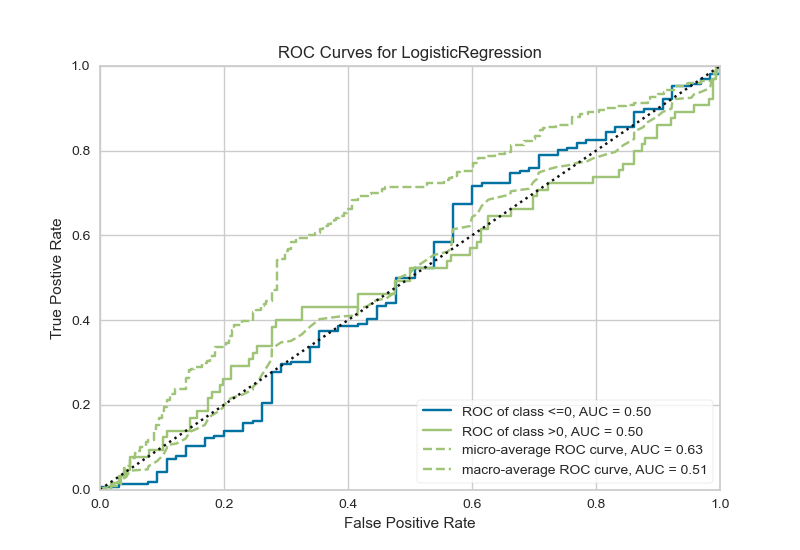 ROC Curves for LogisticRegression
True Positive Rate
1.0
0.8
0.6
0.4
0.2
0.0
ROC of class <=0, AUC = 0.50
ROC of class >0, AUC = 0.50
micro-average ROC curve, AUC = 0.63
macro-average ROC curve, AUC = 0.51
0.0 0.2 0.4 0.6 0.8 1.0
False Positive Rate